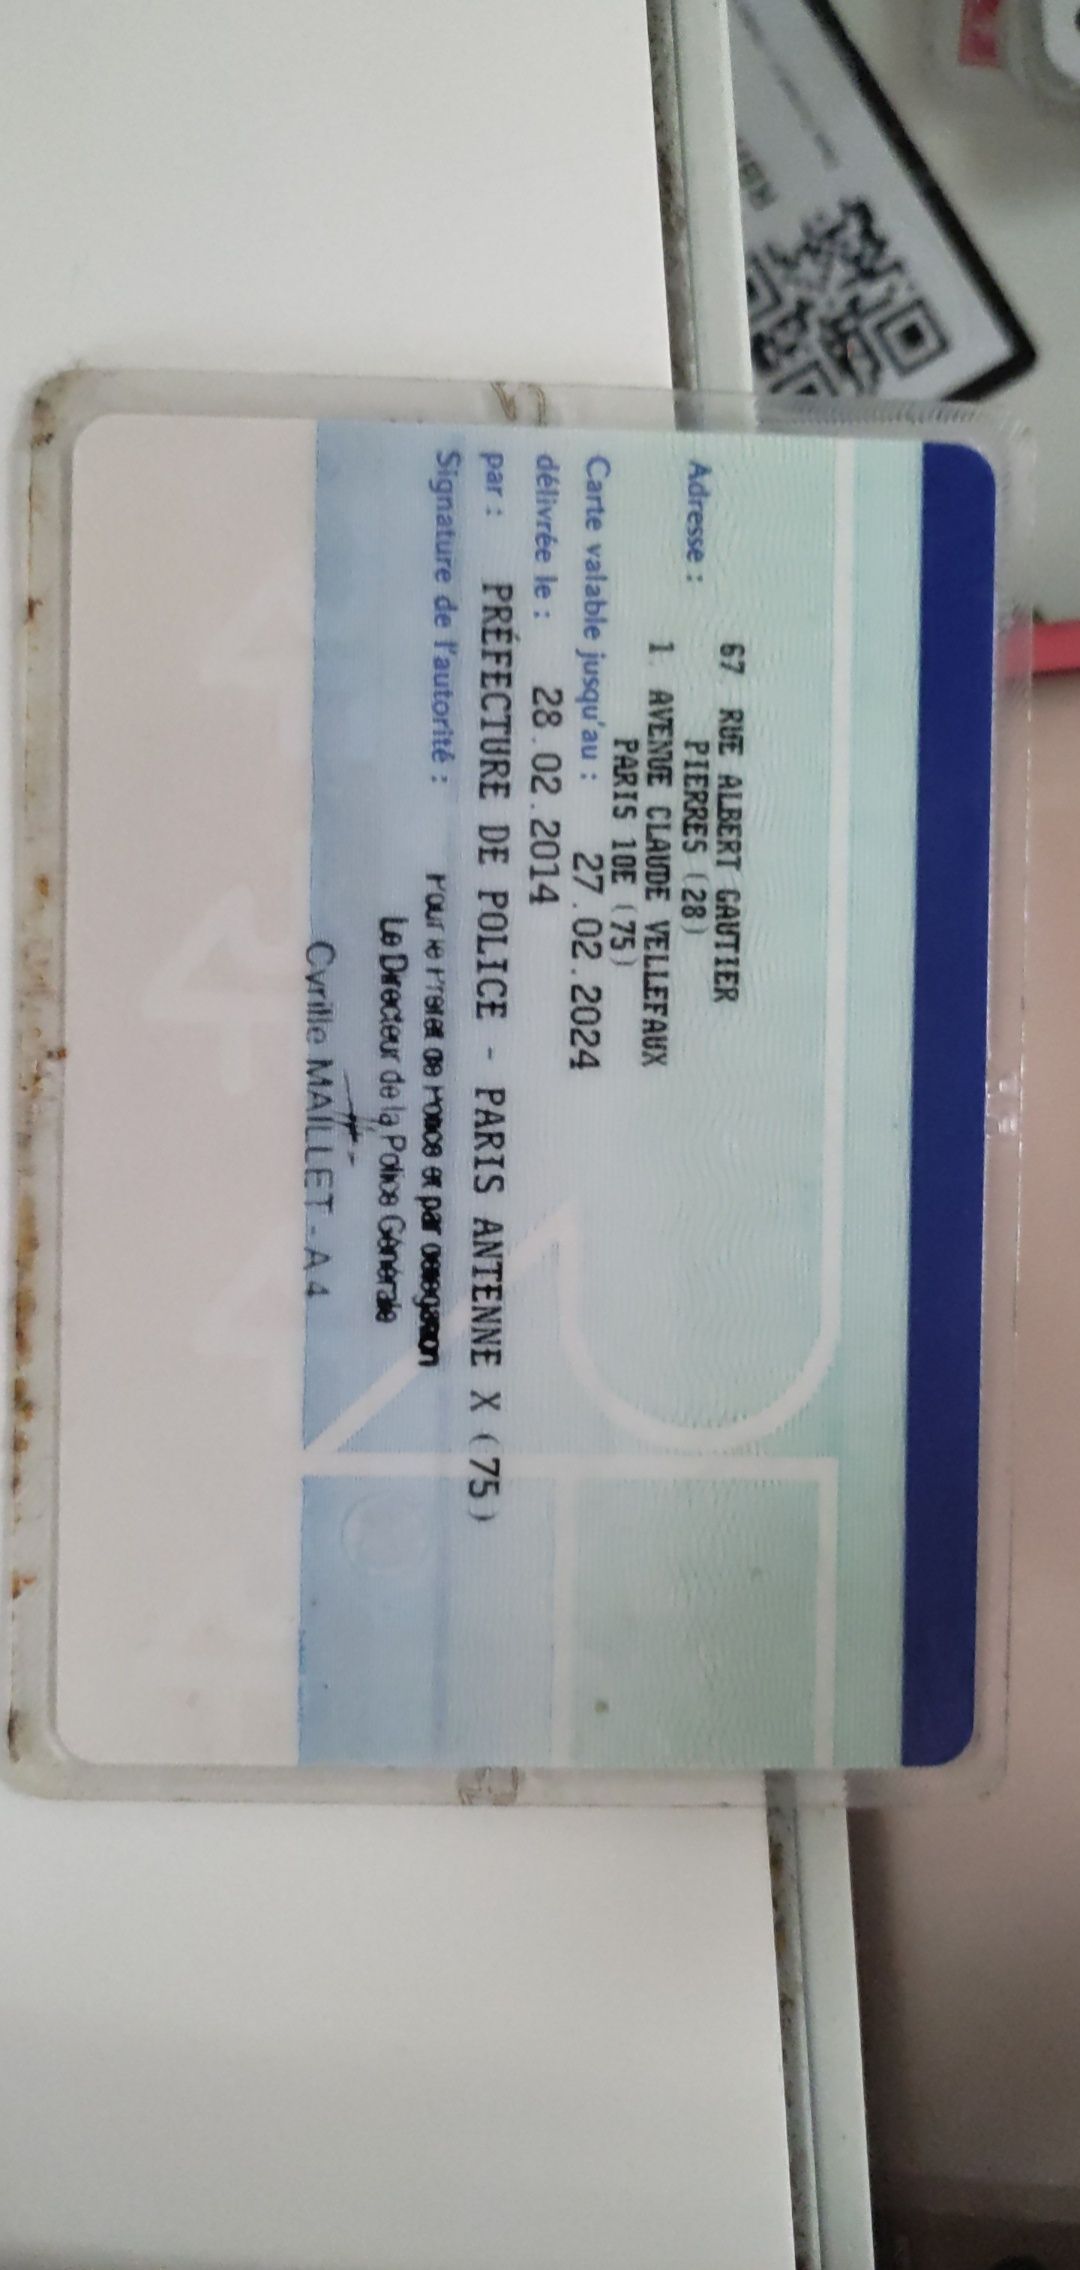 Adresse :
67 RUE ALBERT GAUTIER
PIERRES (28)
1. AVENUE CLAUDE VELLEFAUX
PARIS 10E (75)
Carte valable jusqu'au : 27.02.2024
délivrée le : 28.02.2014
par : PRÉFECTURE DE POLICE - PARIS ANTENNE X (75)
Signature de l'autorité :
Pour le Préfet de Police et par délégation
Le Directeur de la Police Générale
Cyrille MAILLET - A 4